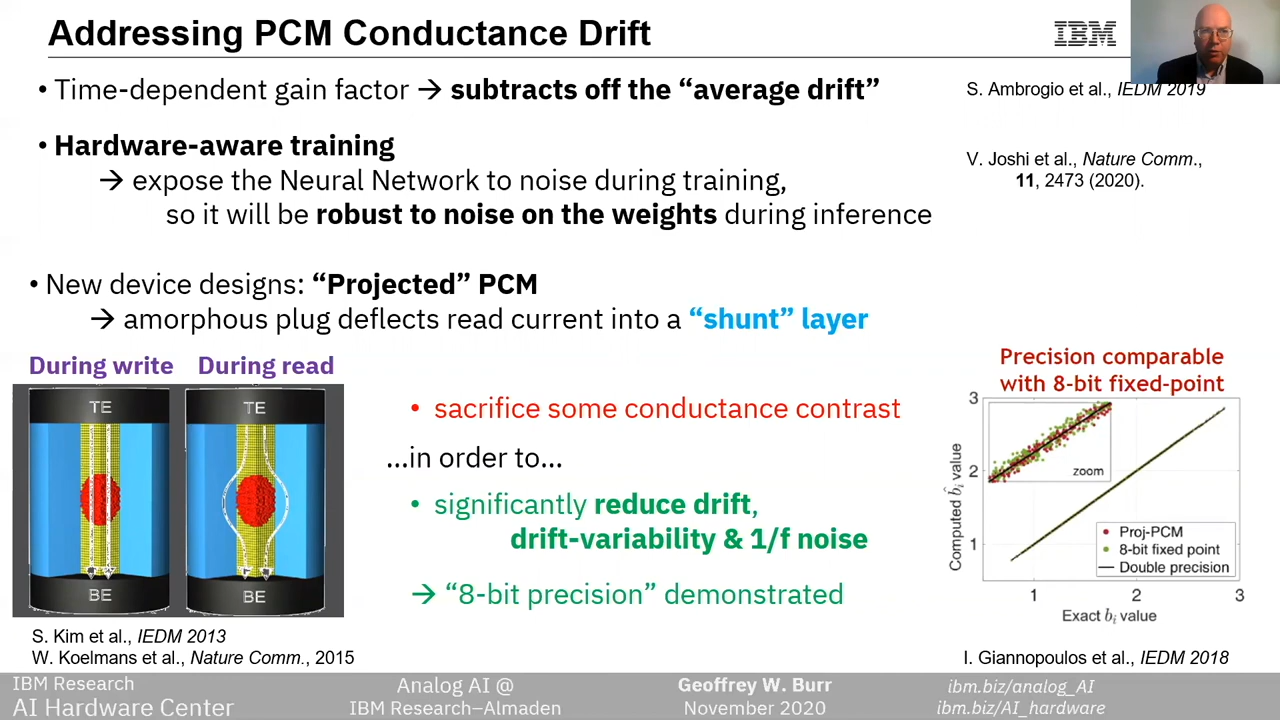 Addressing PCM Conductance Drift
IBM
• Time-dependent gain factor → subtracts off the “average drift”
S. Ambrogio et al., IEDM 2019
• Hardware-aware training
→ expose the Neural Network to noise during training,
so it will be robust to noise on the weights during inference
V. Joshi et al., Nature Comm.,
11, 2473 (2020).
• New device designs: “Projected” PCM
→ amorphous plug deflects read current into a “shunt” layer
During write
During read
TE
TE
BE
BE
S. Kim et al., IEDM 2013
W. Koelmans et al., Nature Comm., 2015
• sacrifice some conductance contrast
...in order to...
• significantly reduce drift,
drift-variability & 1/f noise
→ “8-bit precision” demonstrated
Precision comparable
with 8-bit fixed-point
3
2
1
Computed b̂i value
zoom
Proj-PCM
8-bit fixed point
Double precision
1 2 3
Exact bi value
I. Giannopoulos et al., IEDM 2018
IBM Research
AI Hardware Center
Analog AI @
IBM Research–Almaden
Geoffrey W. Burr
November 2020
ibm.biz/analog_AI
ibm.biz/AI_hardware